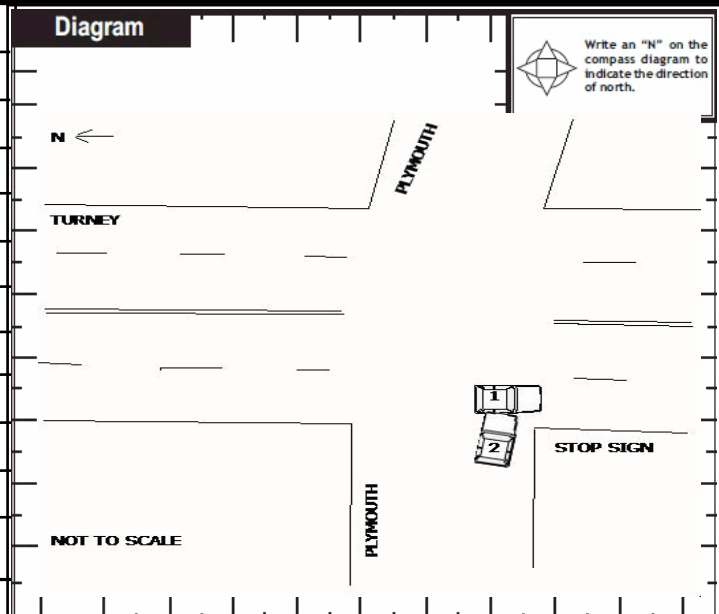 Diagram
Write an “N” on the
compass diagram to
indicate the direction
of north.
N
PLYMOUTH
TURNEY
1
2
STOP SIGN
PLYMOUTH
NOT TO SCALE